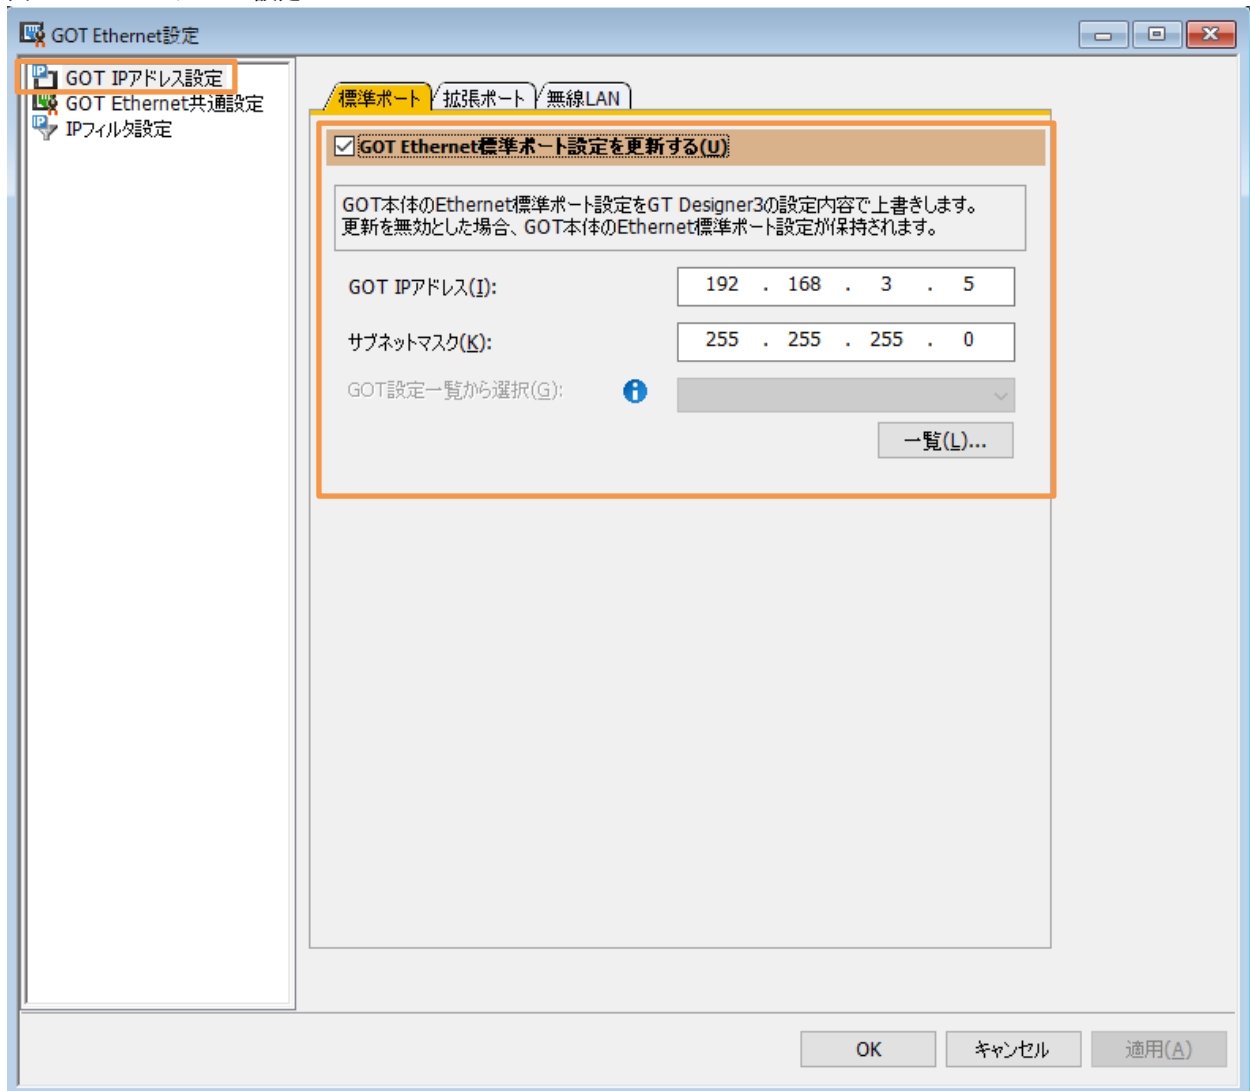 GOT Ethernet設定
GOT IPアドレス設定
GOT Ethernet共通設定
IPフィルタ設定
標準ポート
拡張ポート
無線LAN
GOT Ethernet標準ポート設定を更新する(U)
GOT本体のEthernet標準ポート設定をGT Designer3の設定内容で上書きします。
更新を無効とした場合、GOT本体のEthernet標準ポート設定が保持されます。
GOT IPアドレス(I): 192 . 168 . 3 . 5
サブネットマスク(K): 255 . 255 . 255 . 0
GOT設定一覧から選択(G):
一覧(L)...
OK
キャンセル
適用(A)